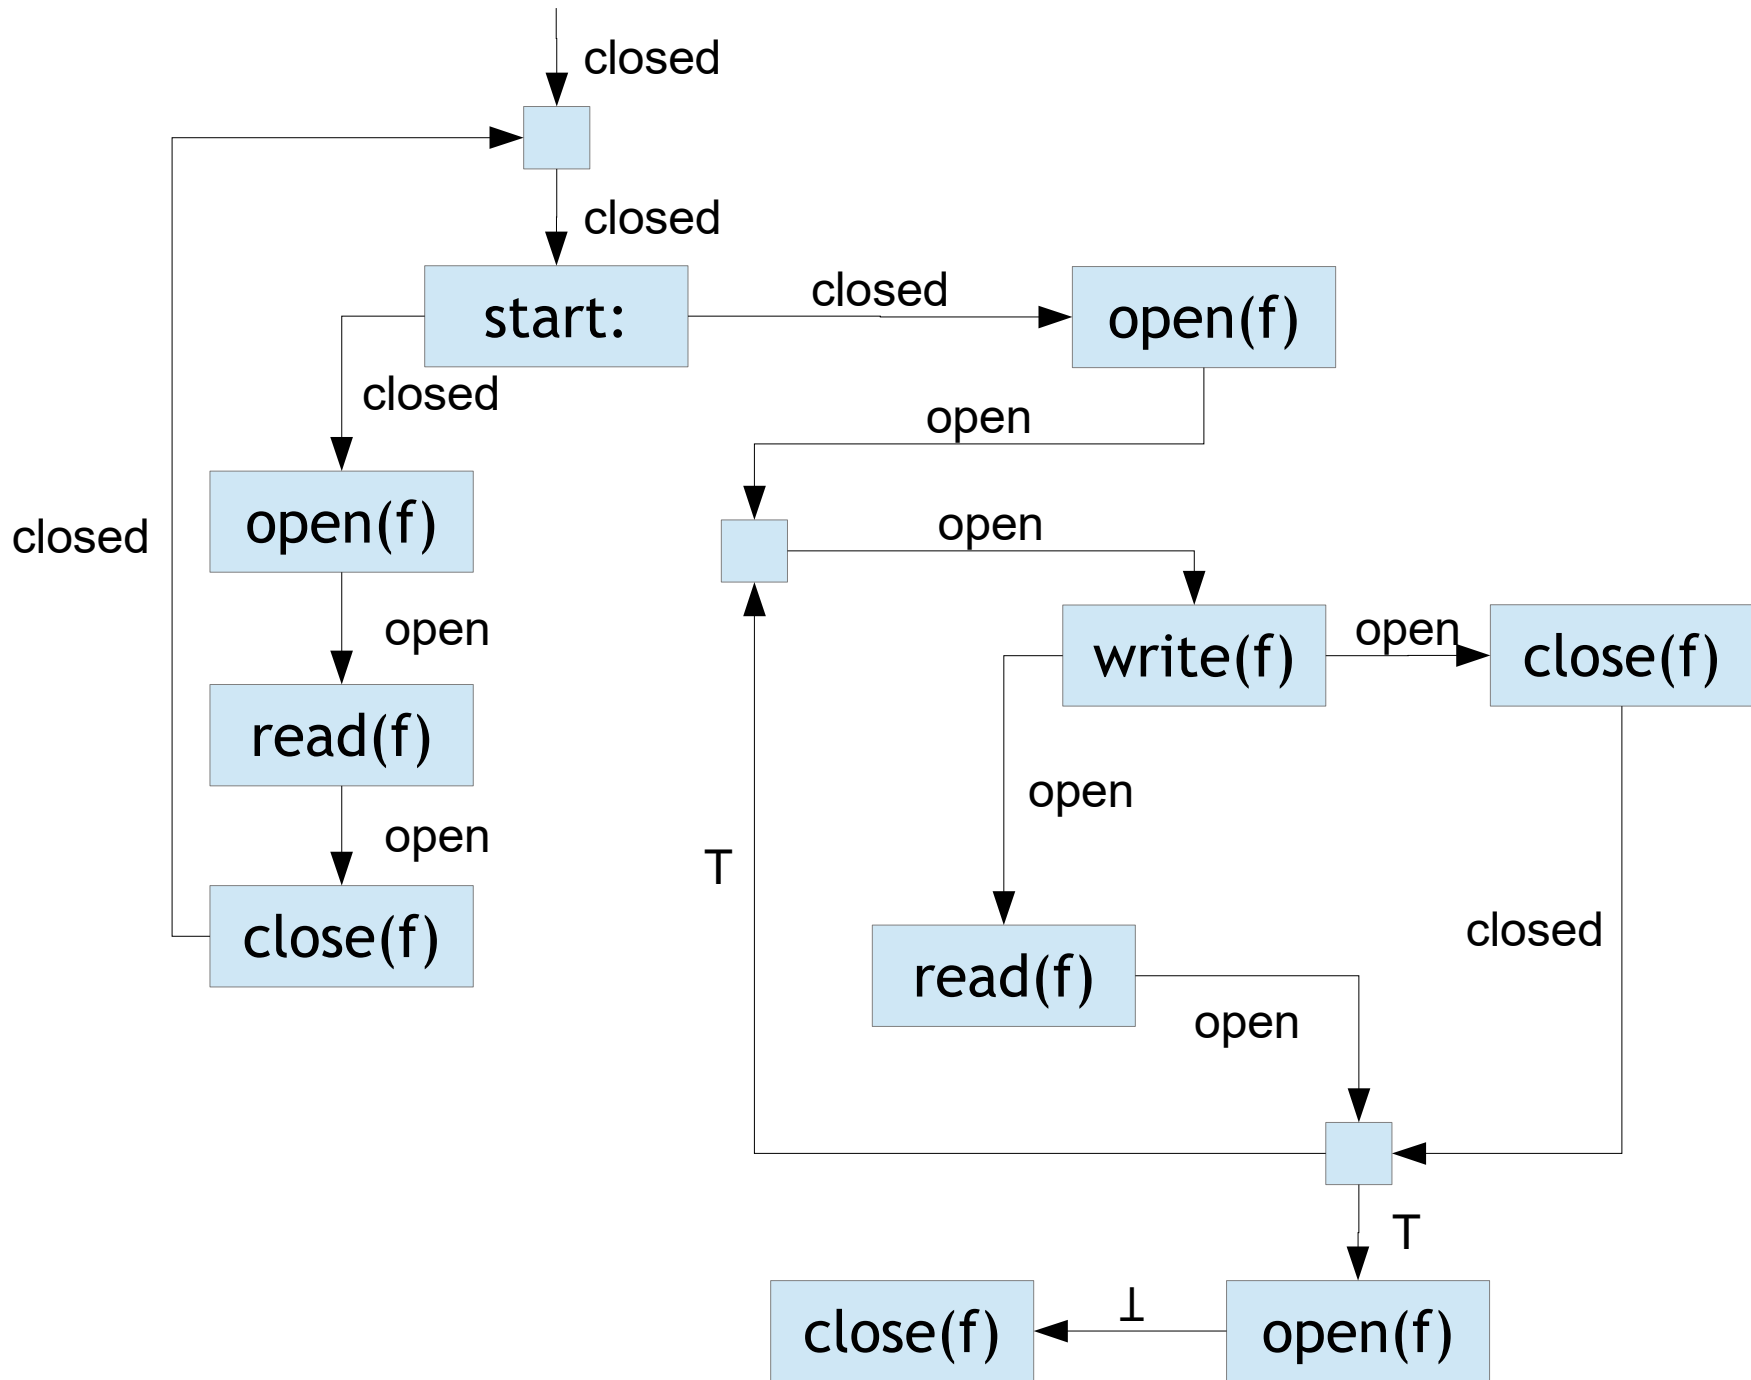 closed
closed
start:
closed
open(f)
closed
open
open(f)
closed
open
open
write(f)
open
close(f)
read(f)
open
open
T
closed
close(f)
read(f)
open
T
close(f)
⊥
open(f)